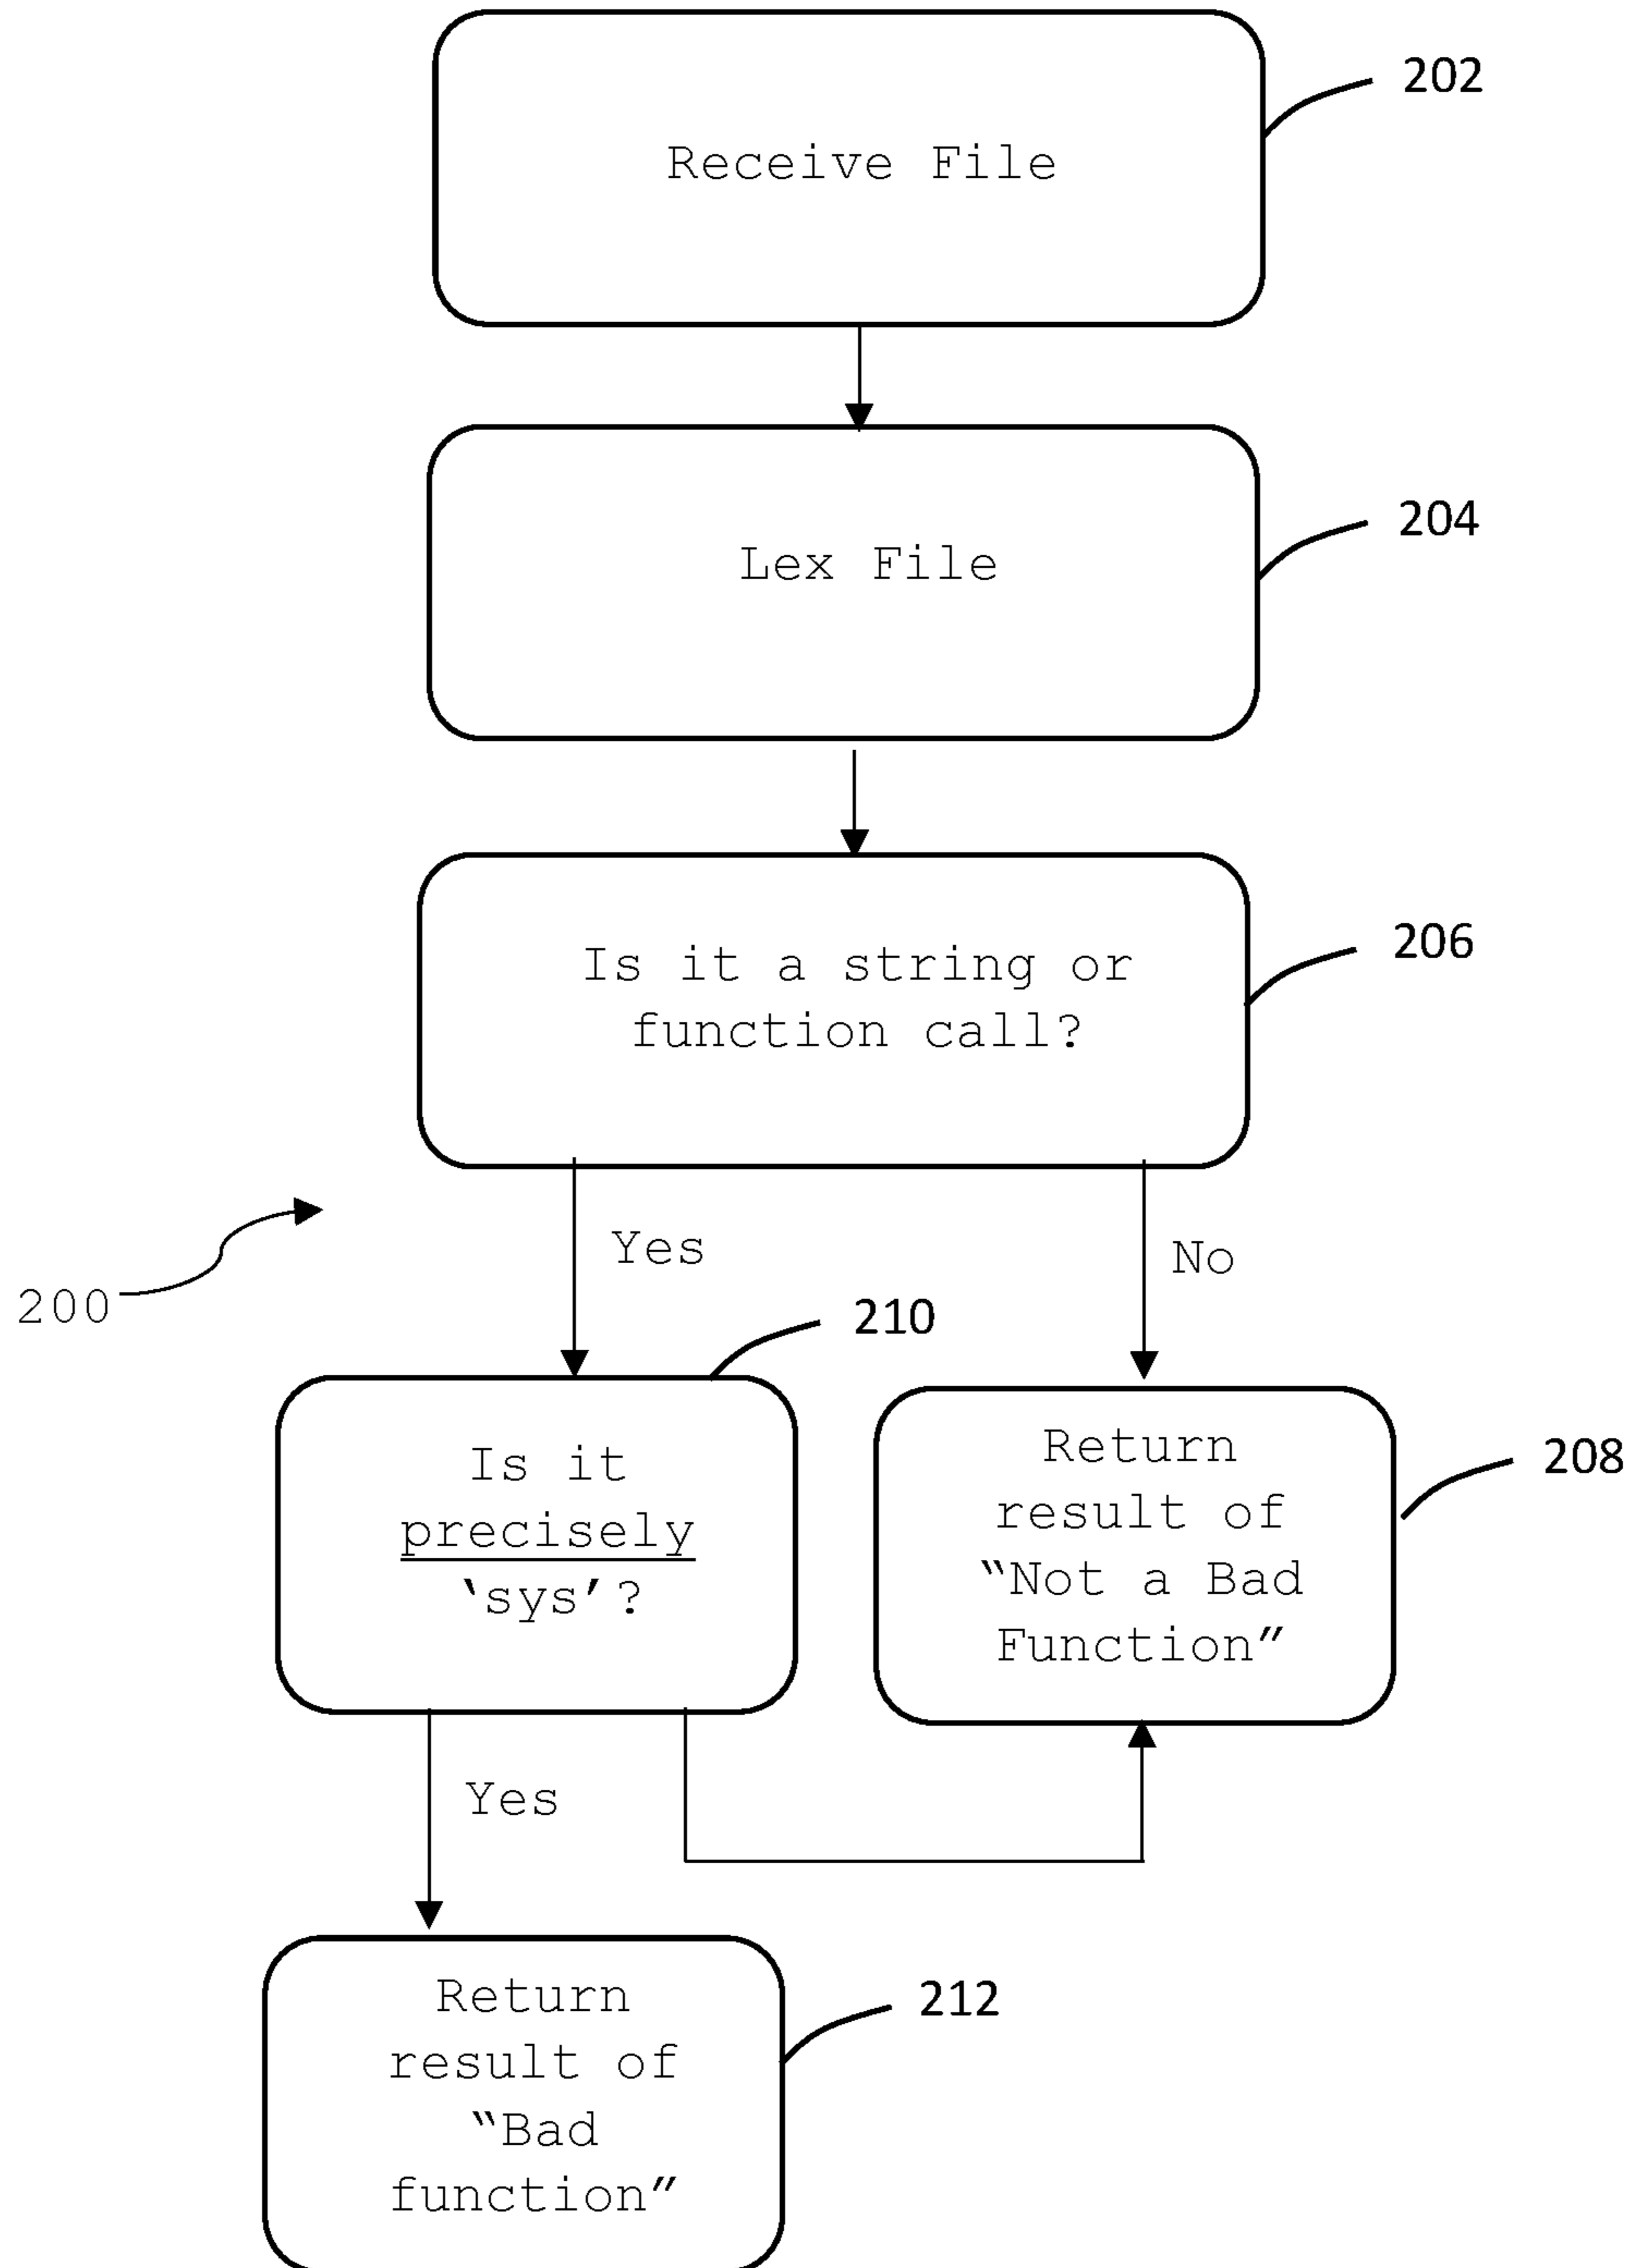 202
Receive File
204
Lex File
206
Is it a string or
function call?
Yes
No
200
210
Is it
precisely
‘sys’?
208
Return
result of
“Not a Bad
Function”
Yes
212
Return
result of
“Bad
function”